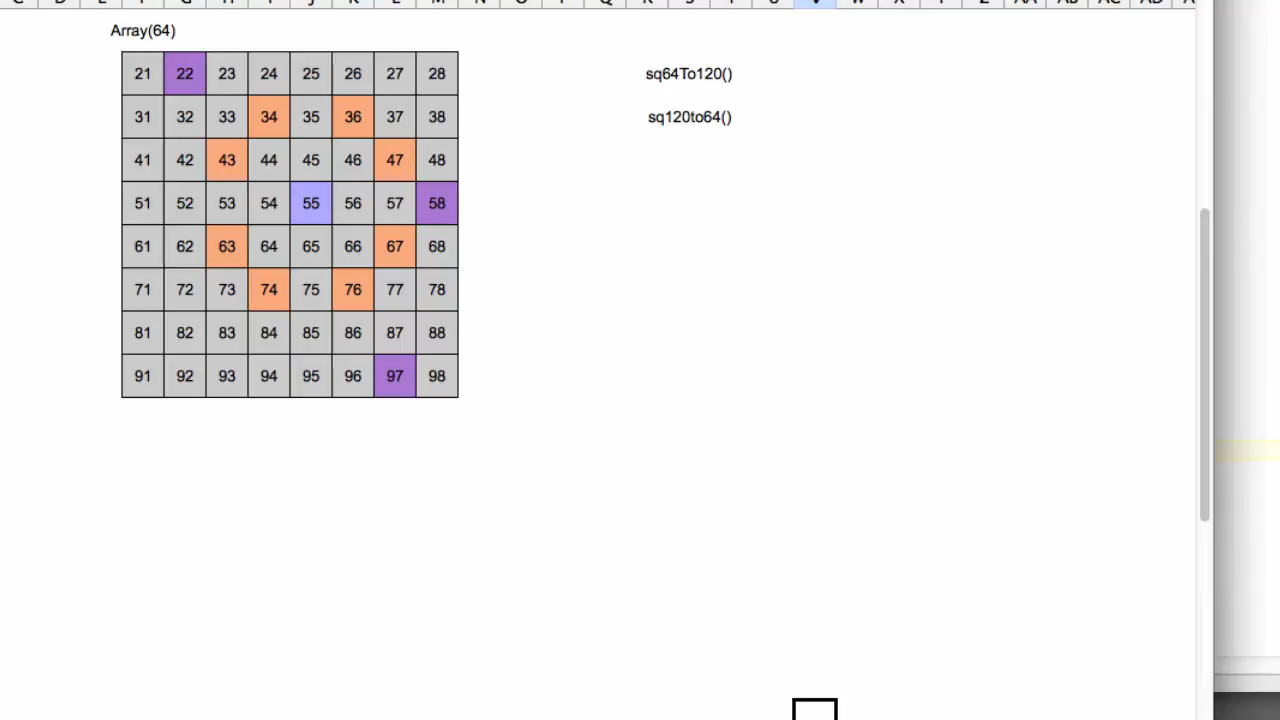 Array(64)
21 22 23 24 25 26 27 28 sq64To120()
31 32 33 34 35 36 37 38 sq120to64()
41 42 43 44 45 46 47 48
51 52 53 54 55 56 57 58
61 62 63 64 65 66 67 68
71 72 73 74 75 76 77 78
81 82 83 84 85 86 87 88
91 92 93 94 95 96 97 98